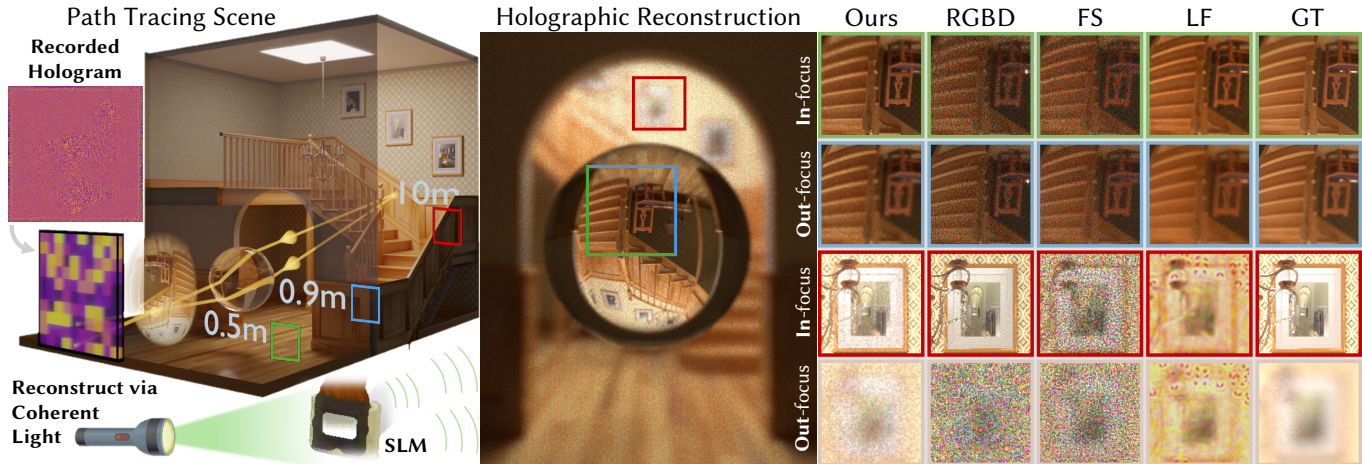 Path Tracing Scene
Recorded
Hologram
10m
0.9m
0.5m
Reconstruct via
Coherent
Light
SLM
Holographic Reconstruction
Ours
RGBD
FS
LF
GT
In-focus
Out-focus
In-focus
Out-focus